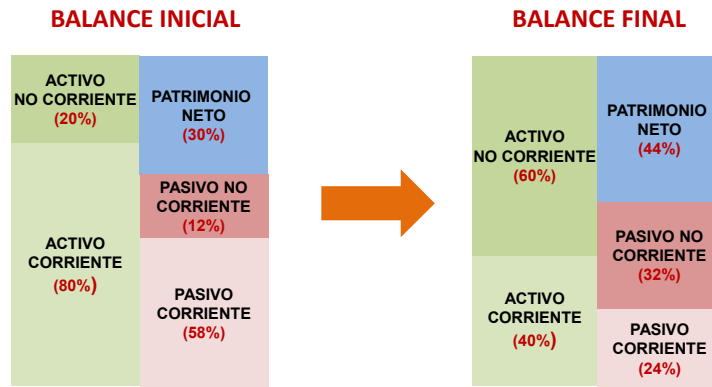 BALANCE INICIAL
ACTIVO
NO CORRIENTE
(20%)
PATRIMONIO
NETO
(30%)
PASIVO NO
CORRIENTE
(12%)
ACTIVO
CORRIENTE
(80%)
PASIVO
CORRIENTE
(58%)
BALANCE FINAL
ACTIVO
NO CORRIENTE
(60%)
PATRIMONIO
NETO
(44%)
PASIVO NO
CORRIENTE
(32%)
ACTIVO
CORRIENTE
(40%)
PASIVO
CORRIENTE
(24%)